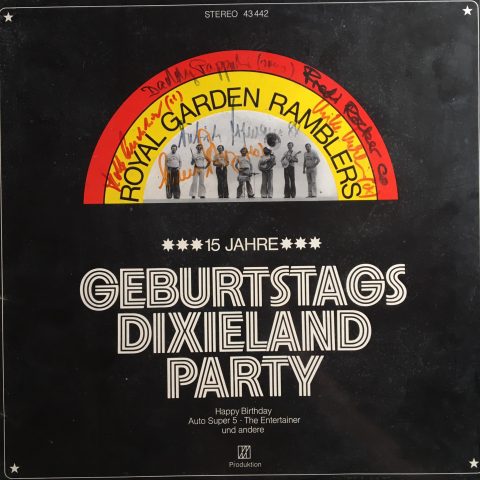 STEREO 43 442
ROYAL GARDEN RAMBLERS
15 JAHRE
GEBURTSTAGS
DIXIELAND
PARTY
Happy Birthday
Auto Super 5 - The Entertainer
und andere
Produktion